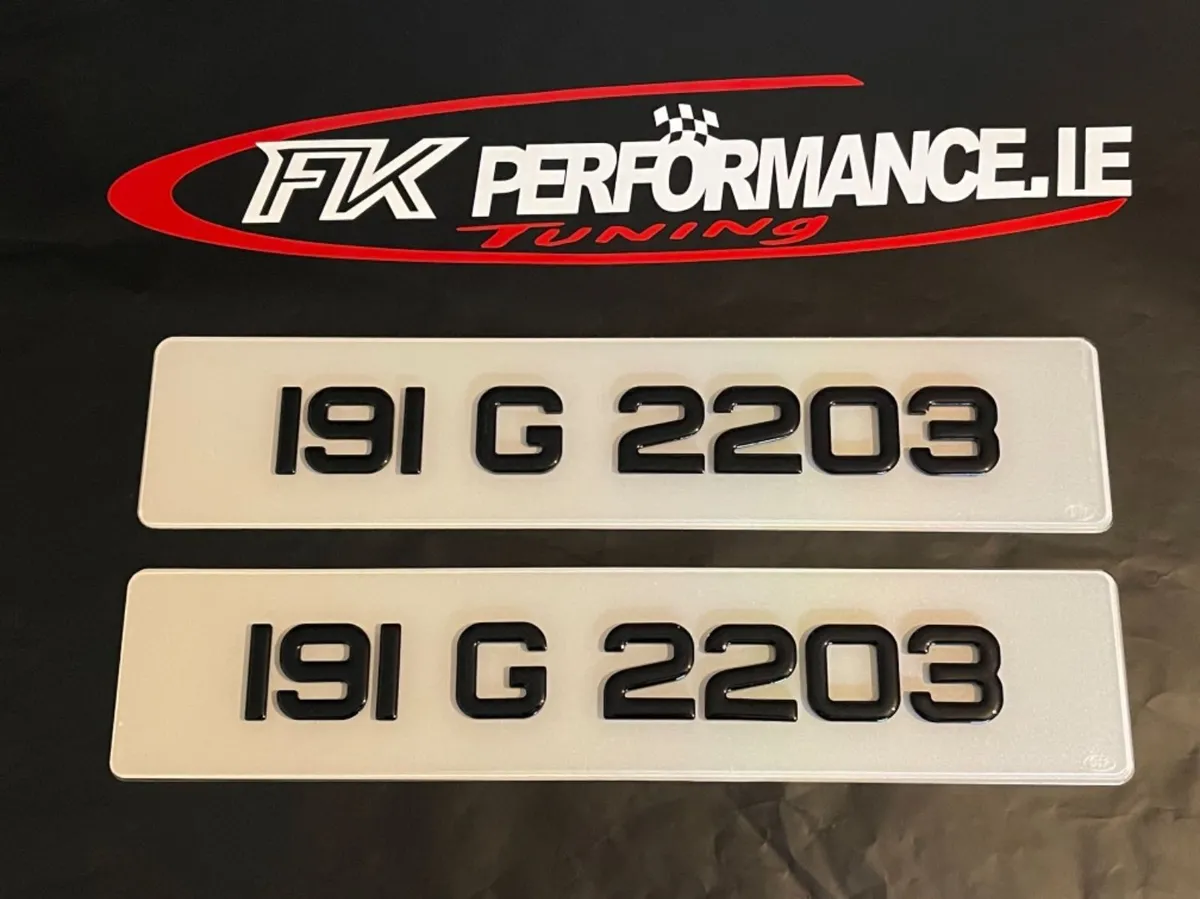 FK PERFORMANCE.IE
TUNING
191 G 2203
191 G 2203